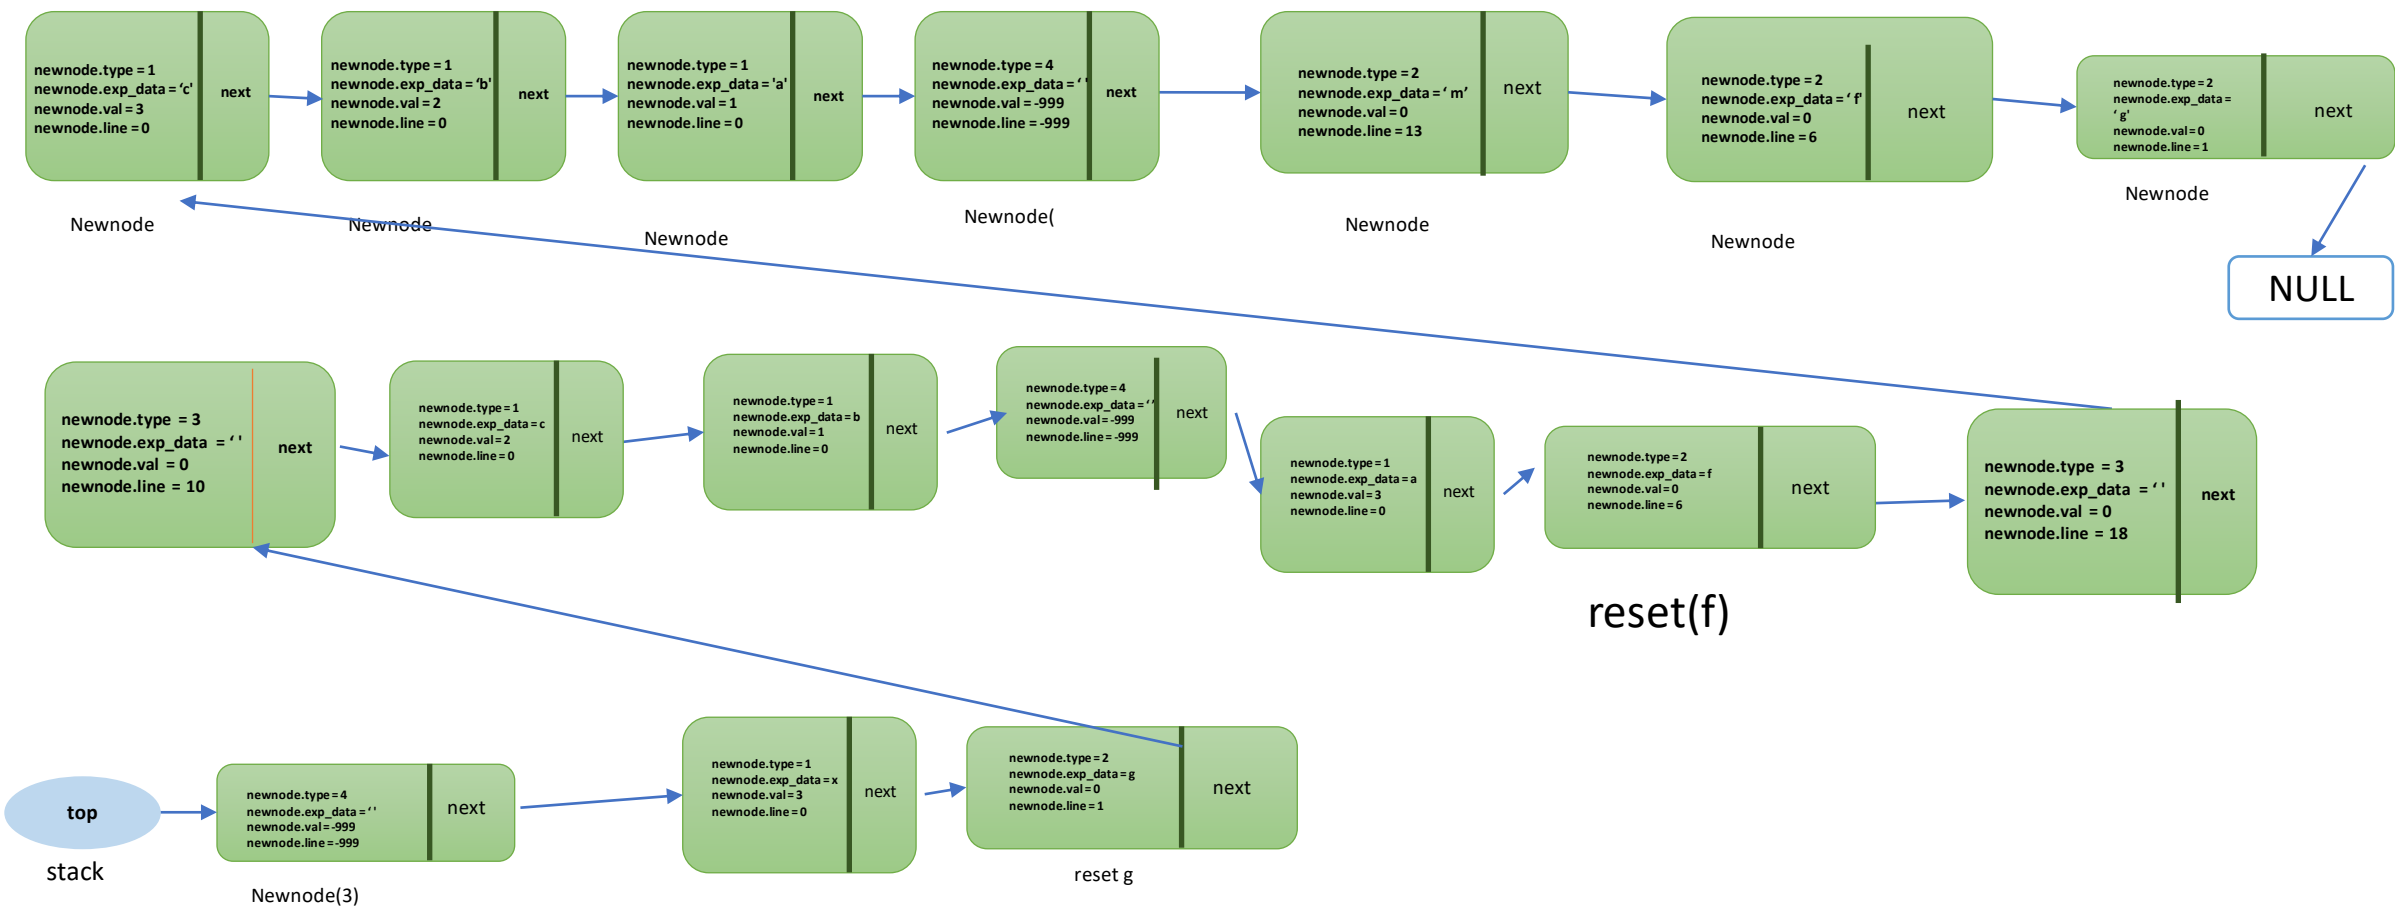 newnode.type = 1
newnode.exp_data = ‘c'
newnode.val = 3
newnode.line = 0
next
newnode.type = 1
newnode.exp_data = ‘b'
newnode.val = 2
newnode.line = 0
next
newnode.type = 1
newnode.exp_data = 'a'
newnode.val = 1
newnode.line = 0
next
newnode.type = 4
newnode.exp_data = ‘ '
newnode.val = -999
newnode.line = -999
next
newnode.type = 2
newnode.exp_data = ‘ m’
newnode.val = 0
newnode.line = 13
next
newnode.type = 2
newnode.exp_data = ‘ f'
newnode.val = 0
newnode.line = 6
next
newnode.type = 2
newnode.exp_data =
‘ g'
newnode.val = 0
newnode.line = 1
next
Newnode
Newnode
Newnode
Newnode(
Newnode
Newnode
Newnode
NULL
newnode.type = 3
newnode.exp_data = ‘ '
newnode.val = 0
newnode.line = 10
next
newnode.type = 1
newnode.exp_data = c
newnode.val = 2
newnode.line = 0
next
newnode.type = 1
newnode.exp_data = b
newnode.val = 1
newnode.line = 0
next
newnode.type = 4
newnode.exp_data = ‘ ’
newnode.val = -999
newnode.line = -999
next
newnode.type = 1
newnode.exp_data = a
newnode.val = 3
newnode.line = 0
next
newnode.type = 2
newnode.exp_data = f
newnode.val = 0
newnode.line = 6
next
newnode.type = 3
newnode.exp_data = ‘ '
newnode.val = 0
newnode.line = 18
next
reset(f)
top
stack
newnode.type = 4
newnode.exp_data = ‘ '
newnode.val = -999
newnode.line = -999
next
Newnode(3)
newnode.type = 1
newnode.exp_data = x
newnode.val = 3
newnode.line = 0
next
newnode.type = 2
newnode.exp_data = g
newnode.val = 0
newnode.line = 1
next
reset g